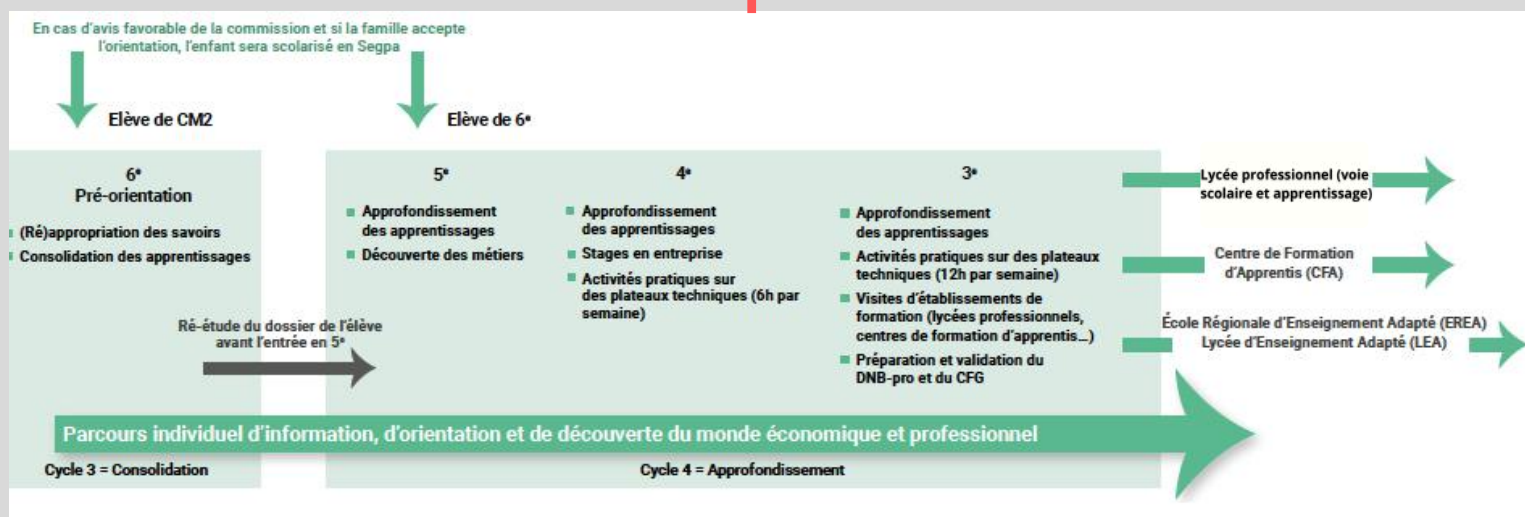 En cas d'avis favorable de la commission et si la famille accepte
l'orientation, l'enfant sera scolarisé en Segpa
Elève de CM2
Elève de 6e
6e
Pré-orientation
(Ré)appropriation des savoirs
Consolidation des apprentissages
Ré-étude du dossier de l'élève
avant l'entrée en 5e
5e
Approfondissement
des apprentissages
Découverte des métiers
4e
Approfondissement
des apprentissages
Stages en entreprise
Activités pratiques sur
des plateaux techniques (6h par
semaine)
3e
Approfondissement
des apprentissages
Activités pratiques sur des plateaux
techniques (12h par semaine)
Visites d'établissements de
formation (lycées professionnels,
centres de formation d'apprentis…)
Préparation et validation du
DNB-pro et du CFG
Lycée professionnel (voie
scolaire et apprentissage)
Centre de Formation
d'Apprentis (CFA)
École Régionale d'Enseignement Adapté (EREA)
Lycée d'Enseignement Adapté (LEA)
Parcours individuel d'information, d'orientation et de découverte du monde économique et professionnel
Cycle 3 = Consolidation
Cycle 4 = Approfondissement